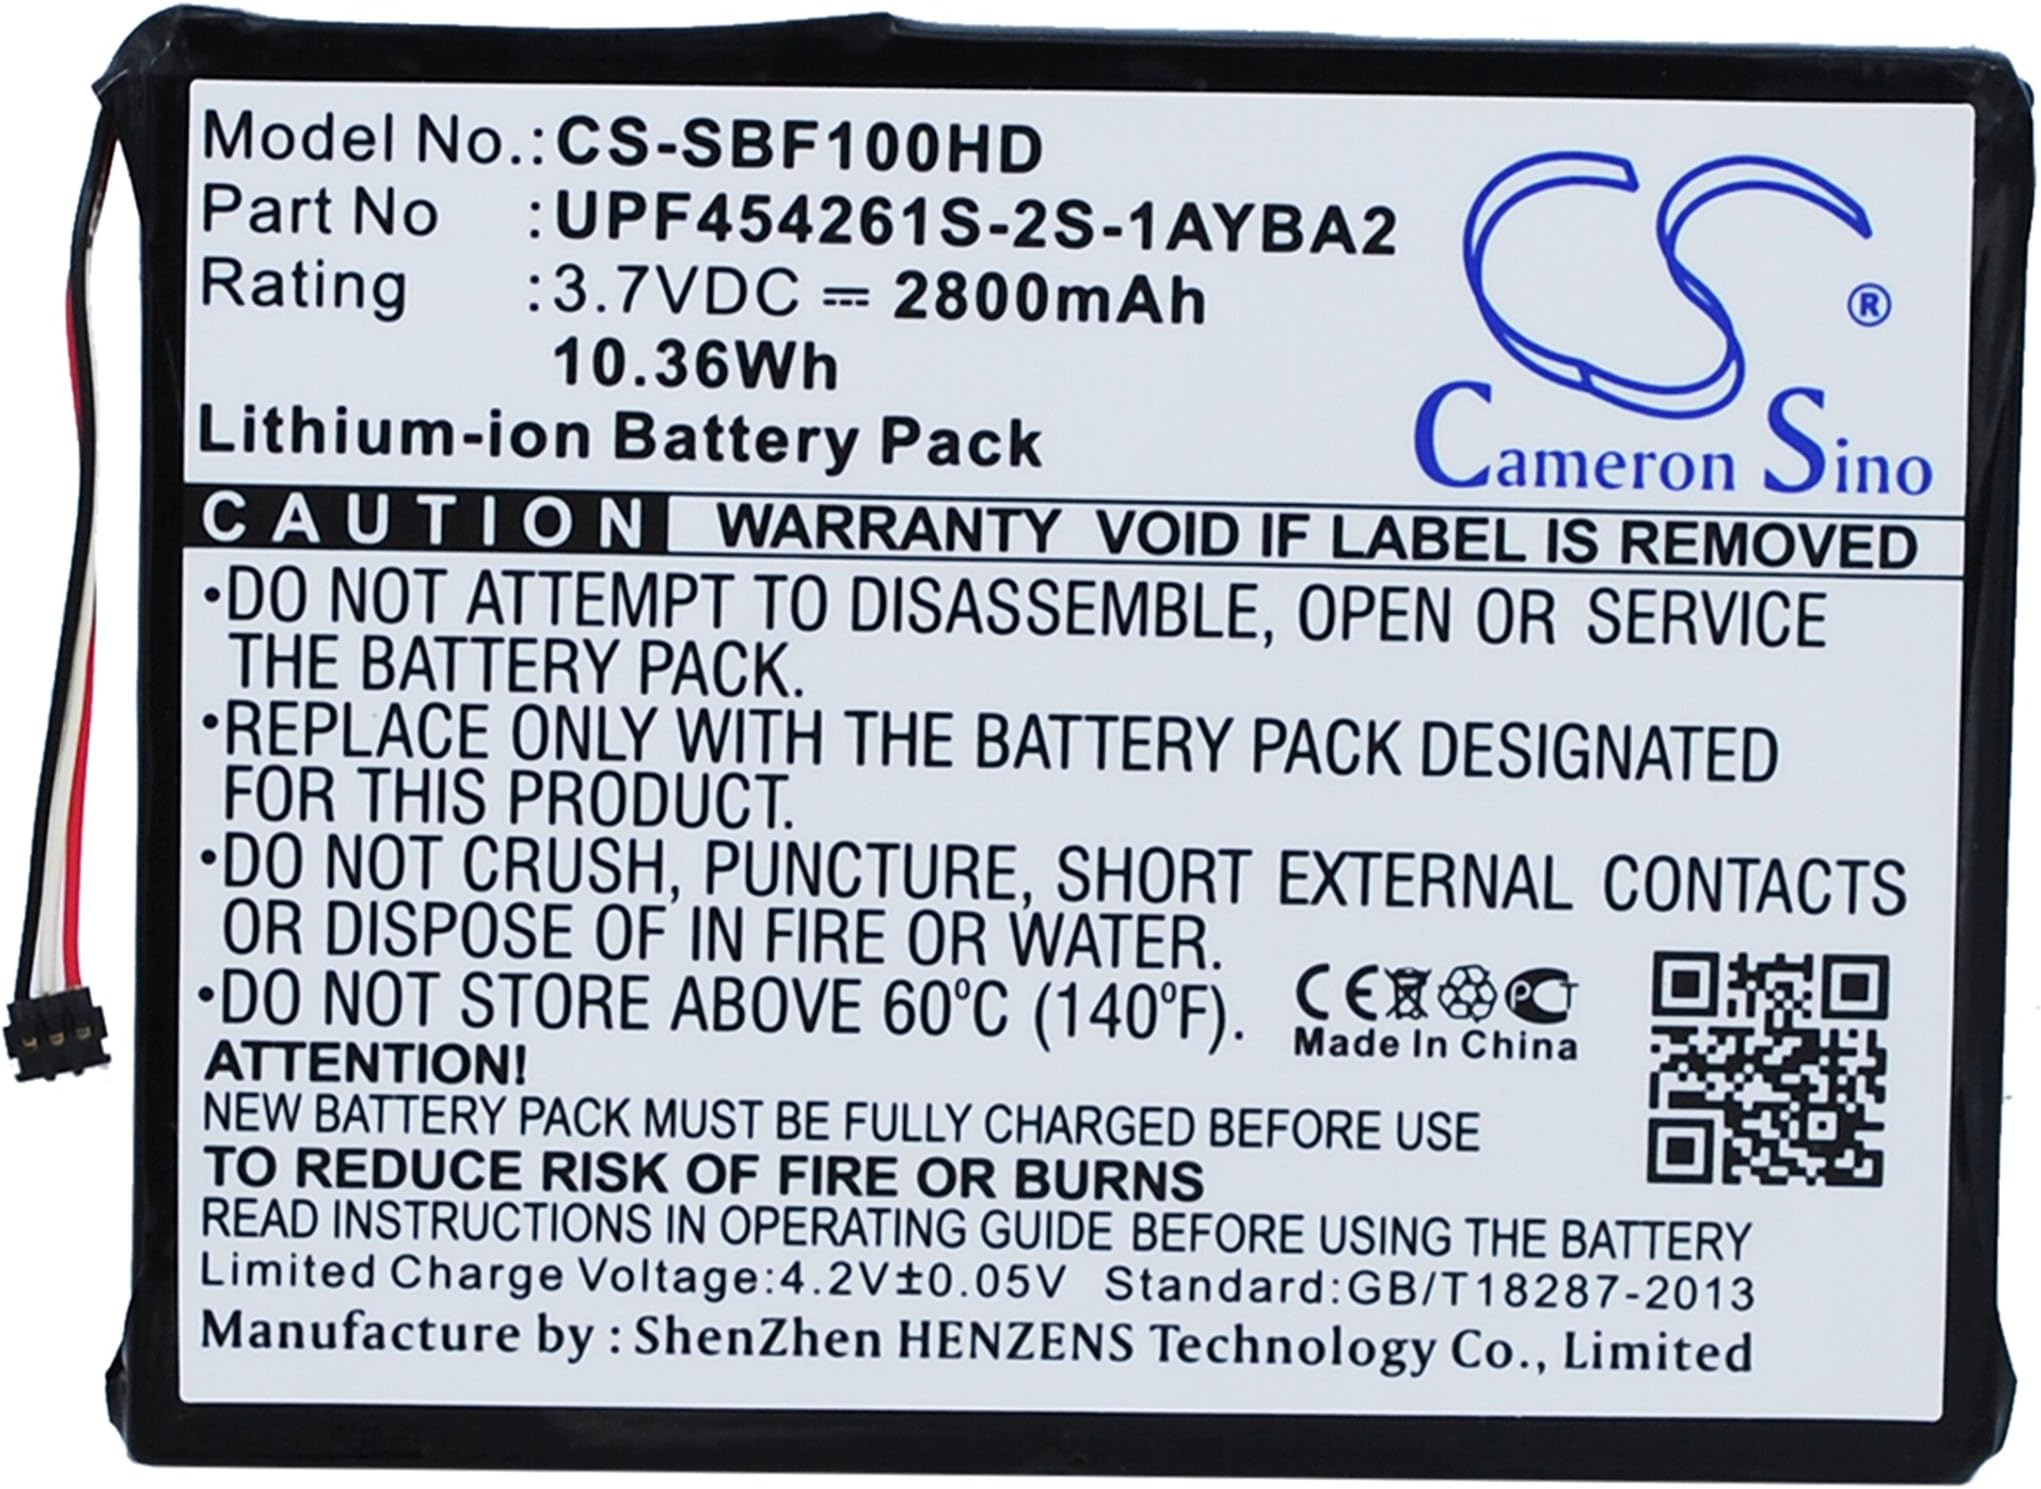 Model No.: CS-SBF100HD
Part No : UPF454261S-2S-1AYBA2
Rating : 3.7VDC ⎓ 2800mAh
10.36Wh
Lithium-ion Battery Pack
CS ®
Cameron Sino
CAUTION WARRANTY VOID IF LABEL IS REMOVED
•DO NOT ATTEMPT TO DISASSEMBLE, OPEN OR SERVICE
THE BATTERY PACK.
•REPLACE ONLY WITH THE BATTERY PACK DESIGNATED
FOR THIS PRODUCT.
•DO NOT CRUSH, PUNCTURE, SHORT EXTERNAL CONTACTS
OR DISPOSE OF IN FIRE OR WATER.
•DO NOT STORE ABOVE 60°C (140°F).
CE PCT
Made In China
ATTENTION!
NEW BATTERY PACK MUST BE FULLY CHARGED BEFORE USE
TO REDUCE RISK OF FIRE OR BURNS
READ INSTRUCTIONS IN OPERATING GUIDE BEFORE USING THE BATTERY
Limited Charge Voltage:4.2V±0.05V Standard:GB/T18287-2013
Manufacture by : ShenZhen HENZENS Technology Co., Limited